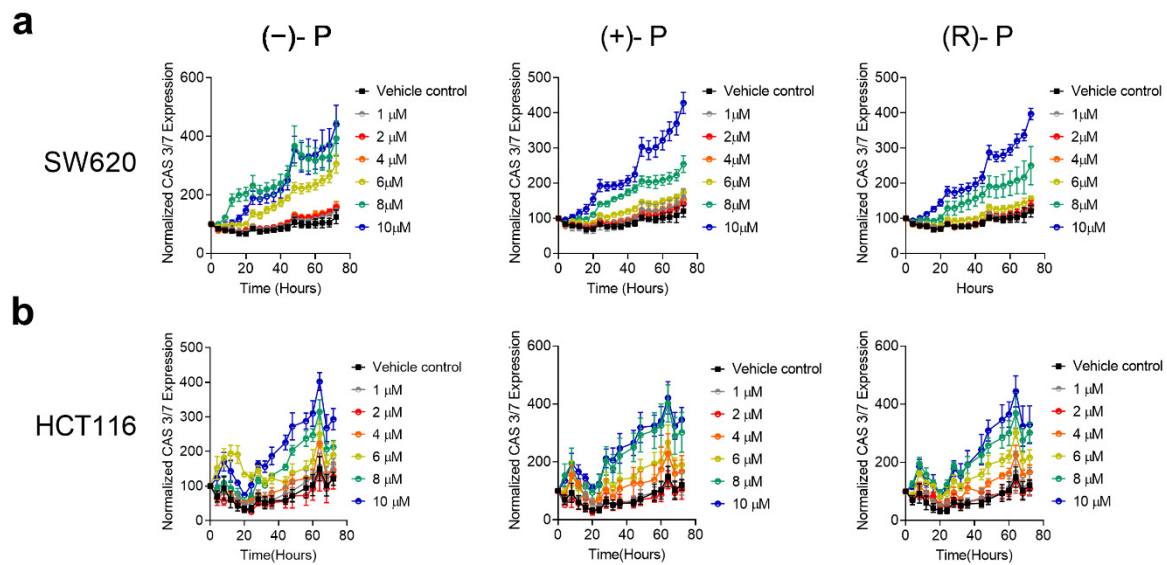 a
(−)- P
(+)- P
(R)- P
SW620
Normalized CAS 3/7 Expression
600
400
200
0
0 20 40 60 80
Time (Hours)
Vehicle control
1 μM
2 μM
4 μM
6μM
8μM
10μM
Normalized CAS 3/7 Expression
500
400
300
200
100
0
0 20 40 60 80
Time (Hours)
Vehicle control
1μM
2μM
4μM
6μM
8μM
10μM
Normalized CAS 3/7 Expression
500
400
300
200
100
0
0 20 40 60 80
Hours
Vehicle control
1μM
2μM
4μM
6μM
8μM
10μM
b
HCT116
Normalized CAS 3/7 Expression
500
400
300
200
100
0
0 20 40 60 80
Time(Hours)
Vehicle control
1 μM
2 μM
4 μM
6 μM
8 μM
10 μM
Normalized CAS 3/7 Expression
600
400
200
0
0 20 40 60 80
Time(Hours)
Vehicle control
1 μM
2 μM
4 μM
6 μM
8 μM
10 μM
Normalized CAS 3/7 Expression
600
400
200
0
0 20 40 60 80
Time(Hours)
Vehicle control
1 μM
2 μM
4 μM
6 μM
8 μM
10 μM